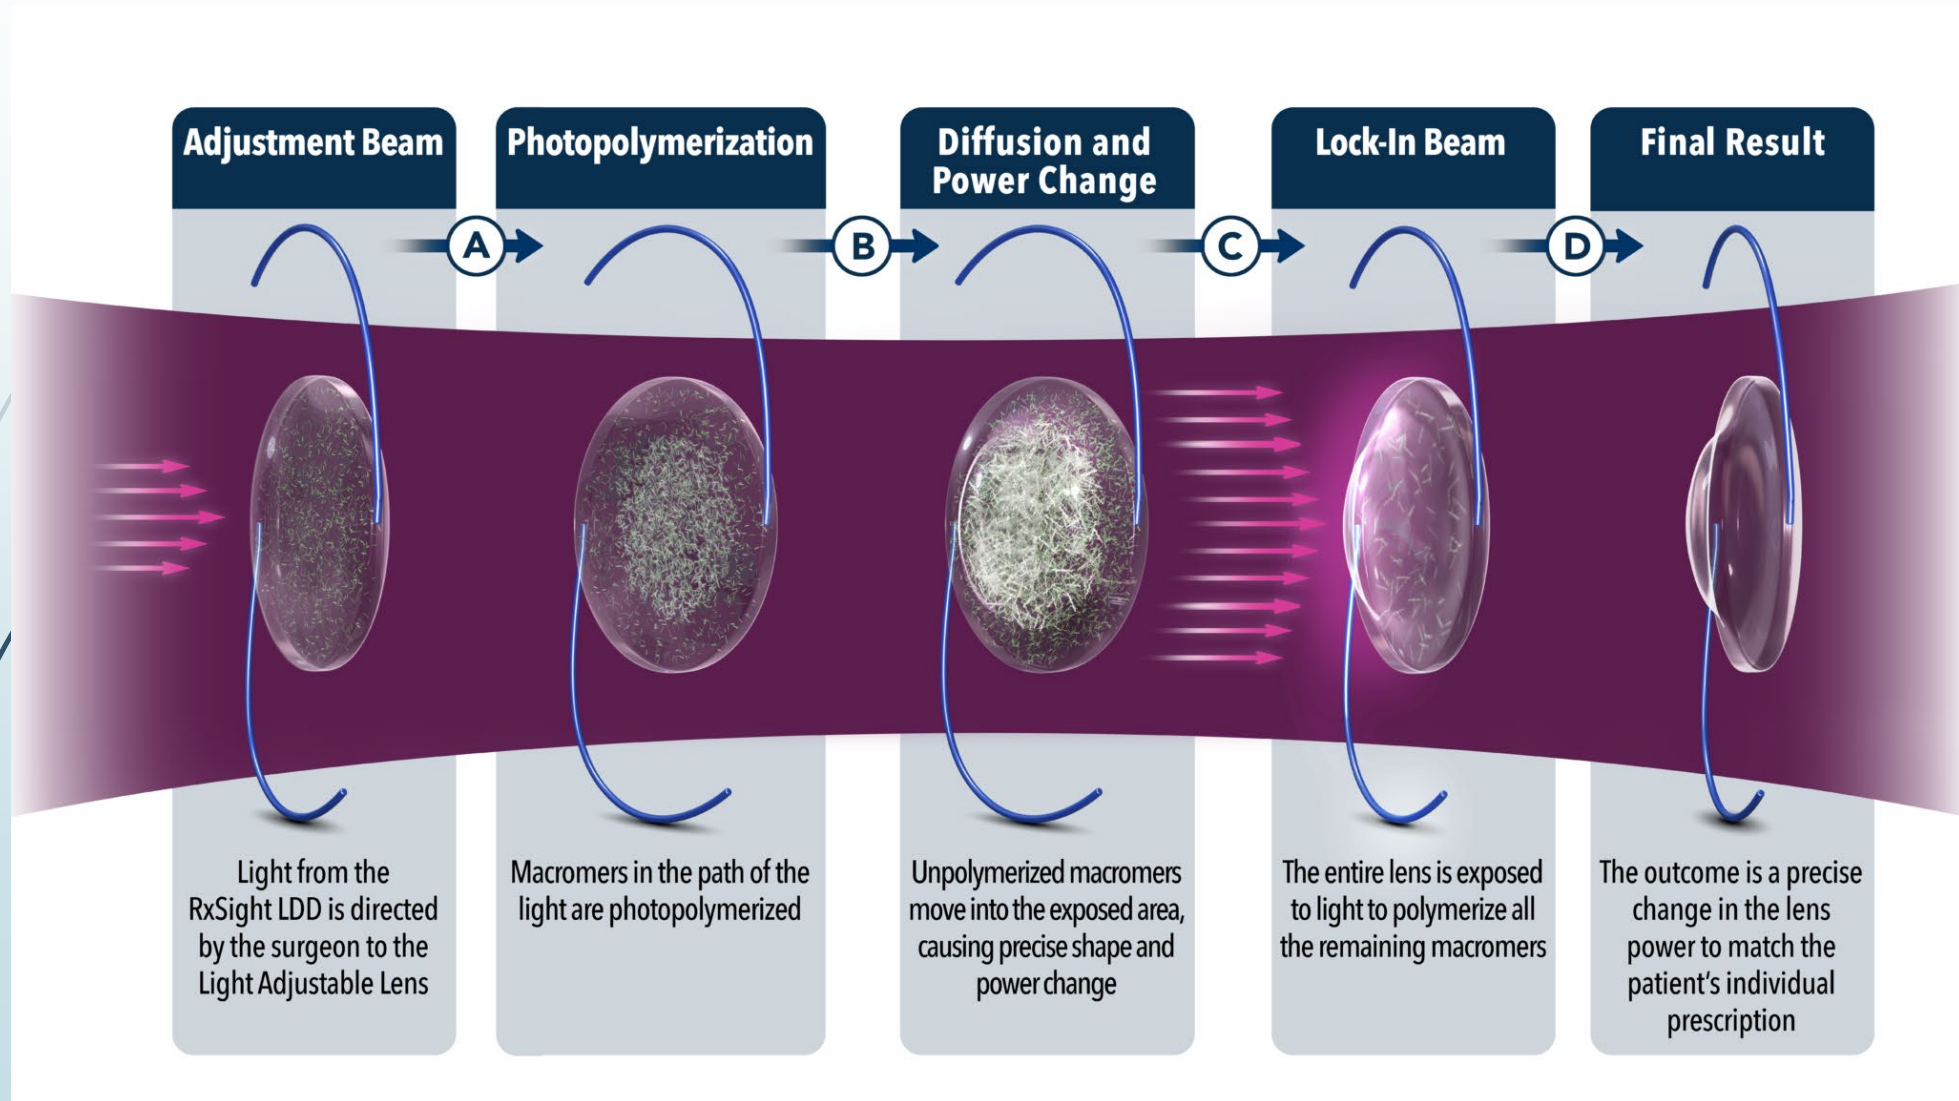 Adjustment Beam
Light from the
RxSight LDD is directed
by the surgeon to the
Light Adjustable Lens
A
Photopolymerization
Macromers in the path of the
light are photopolymerized
B
Diffusion and
Power Change
Unpolymerized macromers
move into the exposed area,
causing precise shape and
power change
C
Lock-In Beam
The entire lens is exposed
to light to polymerize all
the remaining macromers
D
Final Result
The outcome is a precise
change in the lens
power to match the
patient's individual
prescription